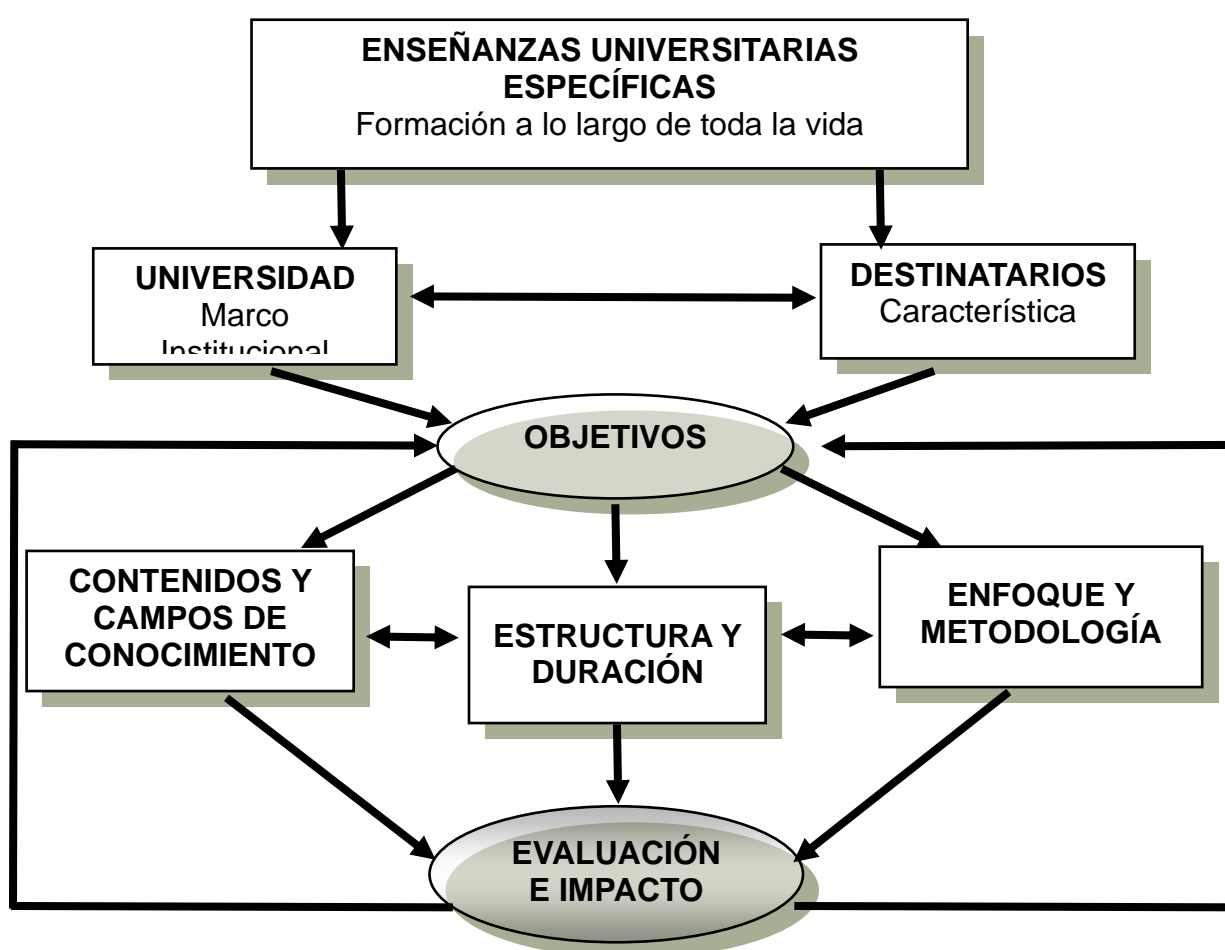 ENSEÑANZAS UNIVERSITARIAS
ESPECÍFICAS
Formación a lo largo de toda la vida
UNIVERSIDAD
Marco
Institucional
DESTINATARIOS
Característica
OBJETIVOS
CONTENIDOS Y
CAMPOS DE
CONOCIMIENTO
ESTRUCTURA Y
DURACIÓN
ENFOQUE Y
METODOLOGÍA
EVALUACIÓN
E IMPACTO